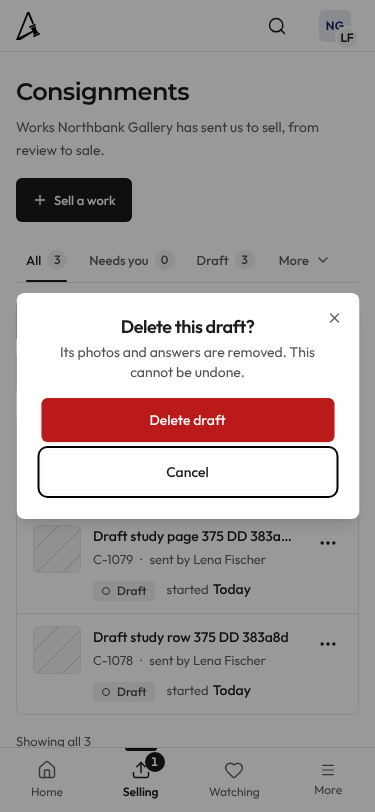 NG
LF
Consignments
Works Northbank Gallery has sent us to sell, from
review to sale.
Sell a work
All 3 Needs you 0 Draft 3 More
Delete this draft?
Its photos and answers are removed. This
cannot be undone.
Delete draft
Cancel
Draft study page 375 DD 383a...
C-1079 · sent by Lena Fischer
Draft started Today
Draft study row 375 DD 383a8d
C-1078 · sent by Lena Fischer
Draft started Today
Showing all 3
1
Home Selling Watching More